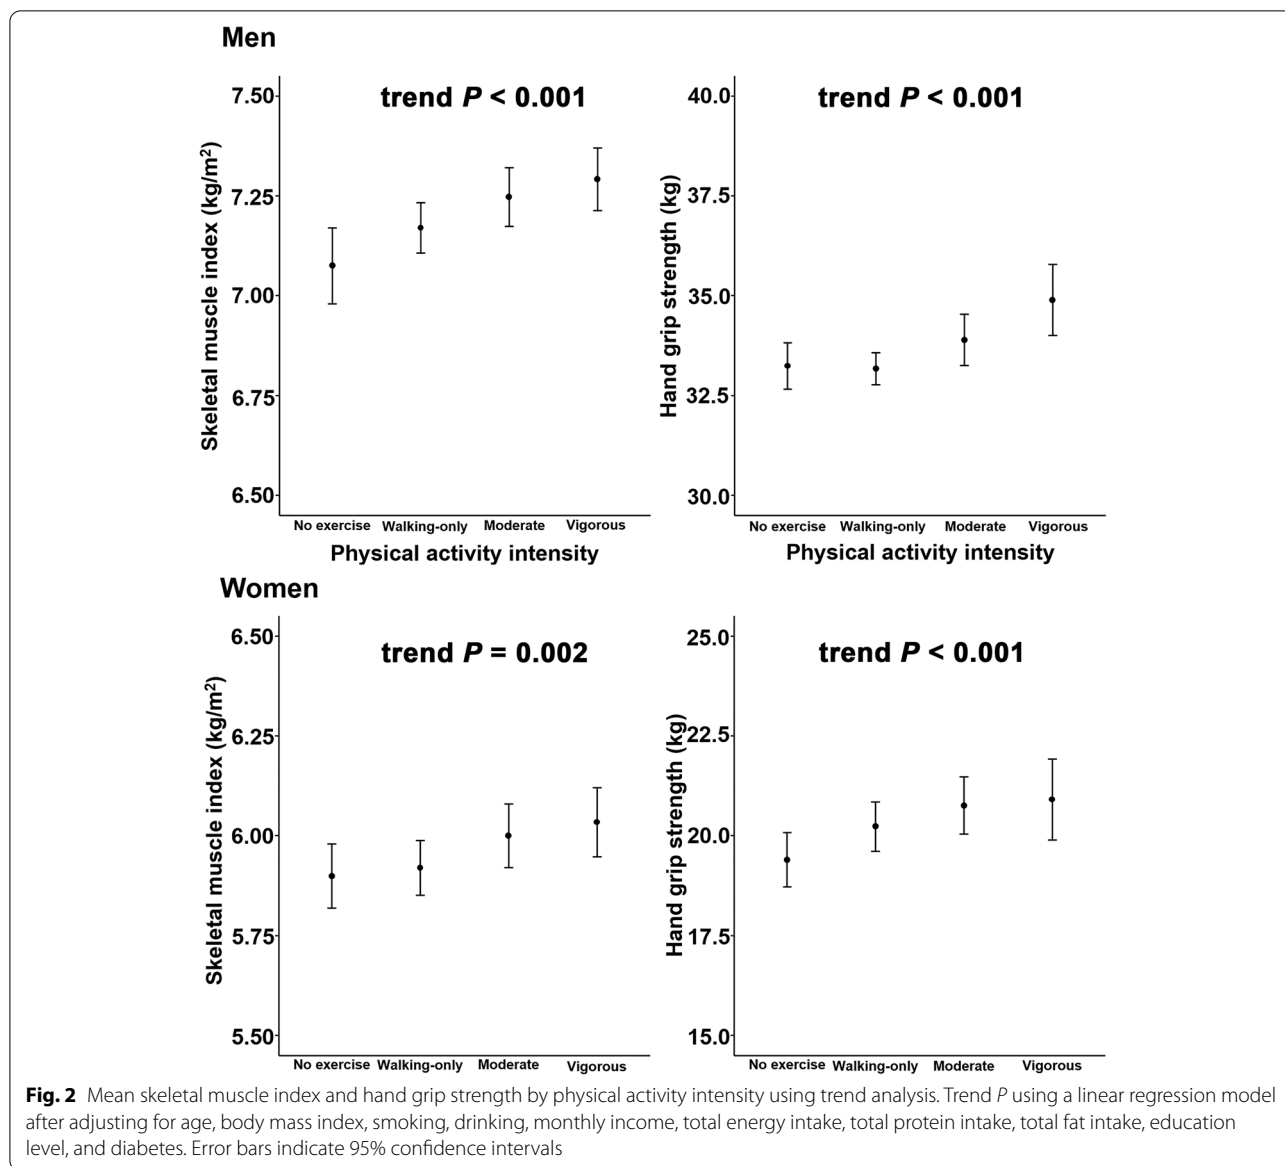 Men
trend P < 0.001
7.50
7.25
7.00
6.75
6.50
Skeletal muscle index (kg/m²)
No exercise Walking-only Moderate Vigorous
Physical activity intensity
trend P < 0.001
40.0
37.5
35.0
32.5
30.0
Hand grip strength (kg)
No exercise Walking-only Moderate Vigorous
Physical activity intensity
Women
trend P = 0.002
6.50
6.25
6.00
5.75
5.50
Skeletal muscle index (kg/m²)
No exercise Walking-only Moderate Vigorous
trend P < 0.001
25.0
22.5
20.0
17.5
15.0
Hand grip strength (kg)
No exercise Walking-only Moderate Vigorous
Fig. 2 Mean skeletal muscle index and hand grip strength by physical activity intensity using trend analysis. Trend P using a linear regression model
after adjusting for age, body mass index, smoking, drinking, monthly income, total energy intake, total protein intake, total fat intake, education
level, and diabetes. Error bars indicate 95% confidence intervals